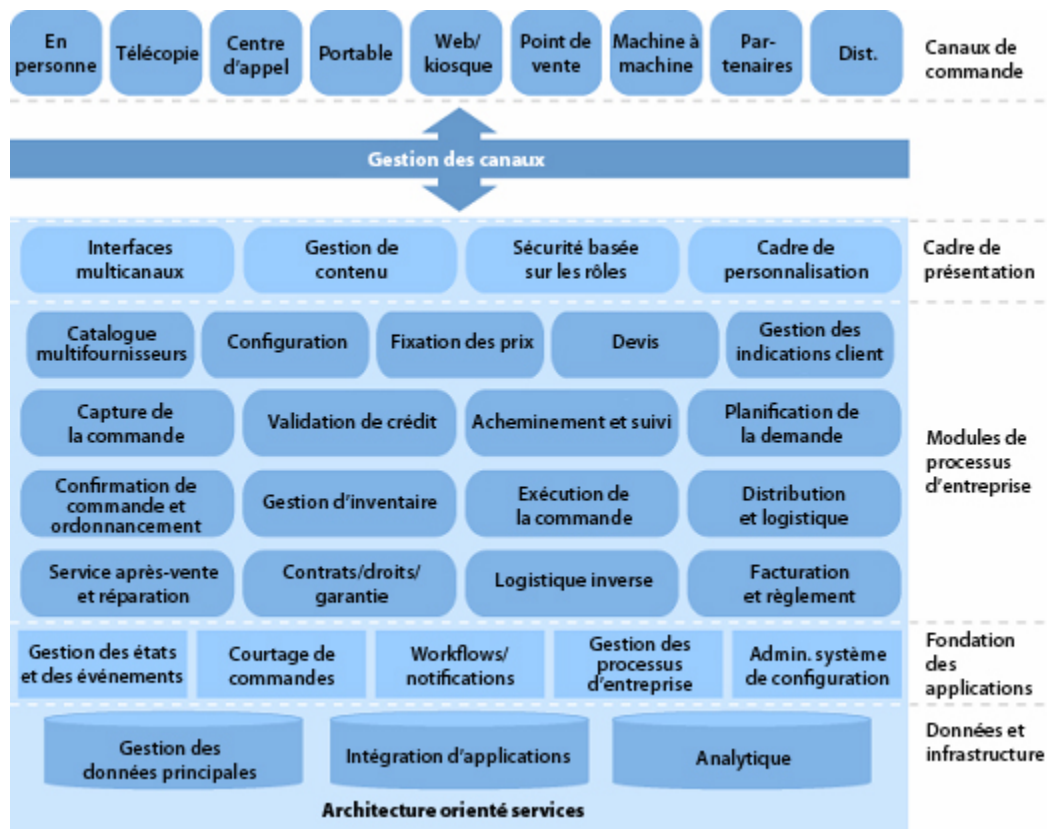 En
personne
Télécopie
Centre
d'appel
Portable
Web/
kiosque
Point de
vente
Machine à
machine
Par-
tenaires
Dist.
Canaux de
commande
Gestion des canaux
Interfaces
multicanaux
Gestion de
contenu
Sécurité basée
sur les rôles
Cadre de
personnalisation
Cadre de
présentation
Catalogue
multifournisseurs
Configuration
Fixation des prix
Devis
Gestion des
indications client
Capture de
la commande
Validation de crédit
Acheminement et suivi
Planification de
la demande
Modules de
processus
d'entreprise
Confirmation de
commande et
ordonnancement
Gestion d'inventaire
Exécution de
la commande
Distribution
et logistique
Service après-vente
et réparation
Contrats/droits/
garantie
Logistique inverse
Facturation
et règlement
Gestion des états
et des événements
Courtage de
commandes
Workflows/
notifications
Gestion des
processus
d'entreprise
Admin. système
de configuration
Fondation
des
applications
Gestion des
données principales
Intégration d'applications
Analytique
Données et
infrastructure
Architecture orienté services